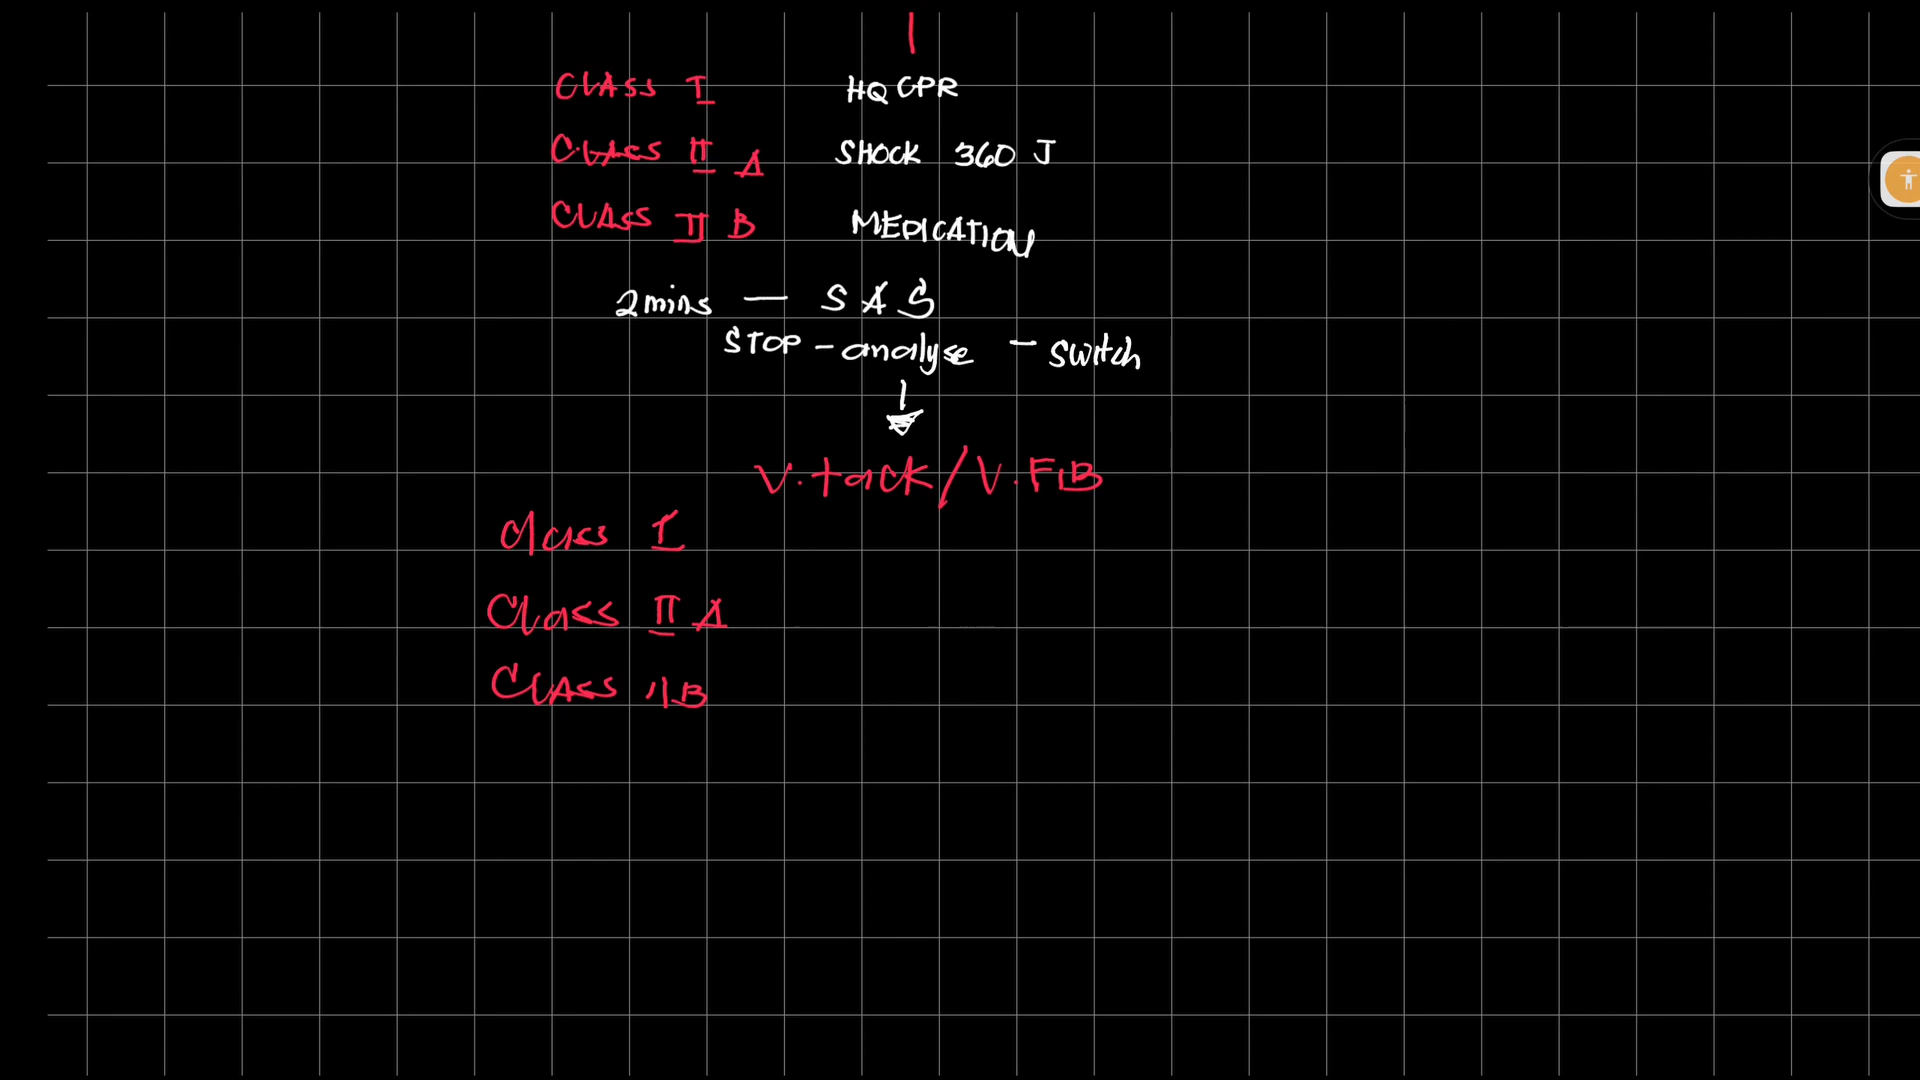 CLASS I HQ CPR
CLASS II A SHOCK 360 J
CLASS II B MEDICATION
2mins — S A S
STOP - analyse - switch
V.tack/V.FIB
class I
Class II A
CLASS IIB